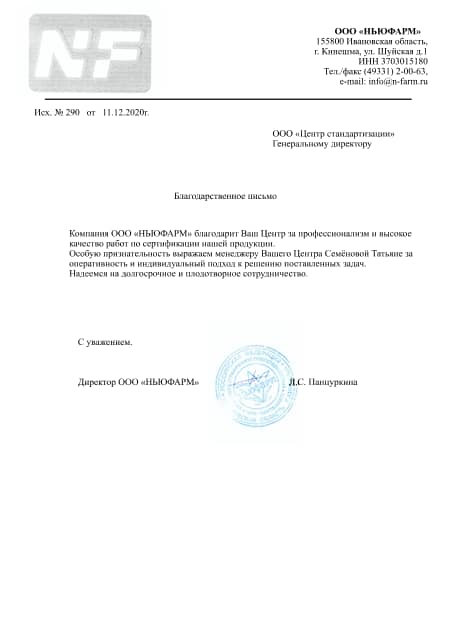 NF
ООО «НЬЮФАРМ»
155800 Ивановская область,
г. Кинешма, ул. Шуйская д.1
ИНН 3703015180
Тел./факс (49331) 2-00-63,
e-mail: info@n-farm.ru
Исх. № 290 от 11.12.2020г.
ООО «Центр стандартизации»
Генеральному директору
Благодарственное письмо
Компания ООО «НЬЮФАРМ» благодарит Ваш Центр за профессионализм и высокое
качество работ по сертификации нашей продукции.
Особую признательность выражаем менеджеру Вашего Центра Семёновой Татьяне за
оперативность и индивидуальный подход к решению поставленных задач.
Надеемся на долгосрочное и плодотворное сотрудничество.
С уважением.
Директор ООО «НЬЮФАРМ» Л.С. Панцуркина
РОССИЙСКАЯ ФЕДЕРАЦИЯ